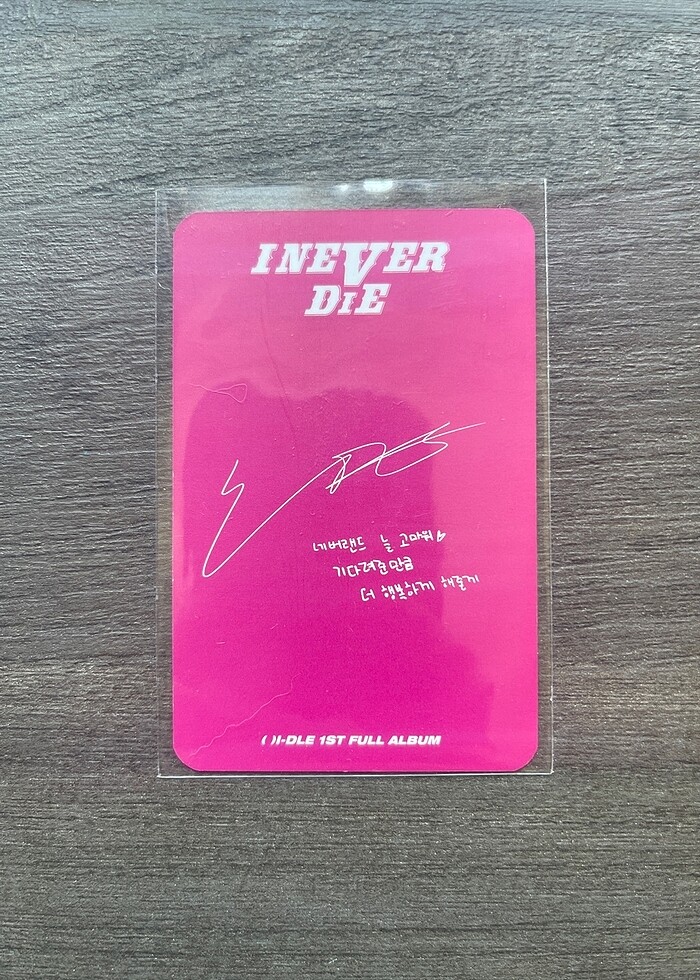 I NEVER
DIE
네버랜드 늘 고마워♡
기다려준만큼
더 행복하게 해줄게
( )I-DLE 1ST FULL ALBUM